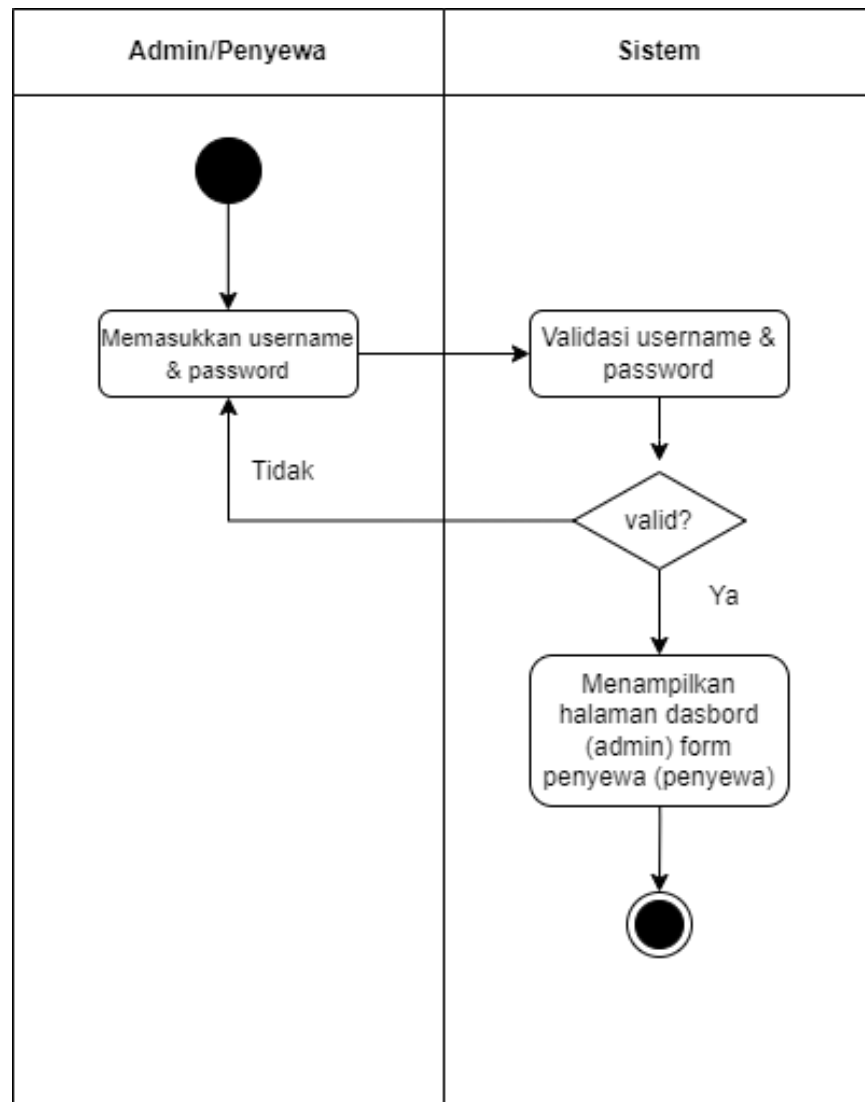 Admin/Penyewa
Sistem
Memasukkan username
& password
Validasi username &
password
Tidak
valid?
Ya
Menampilkan
halaman dasbord
(admin) form
penyewa (penyewa)